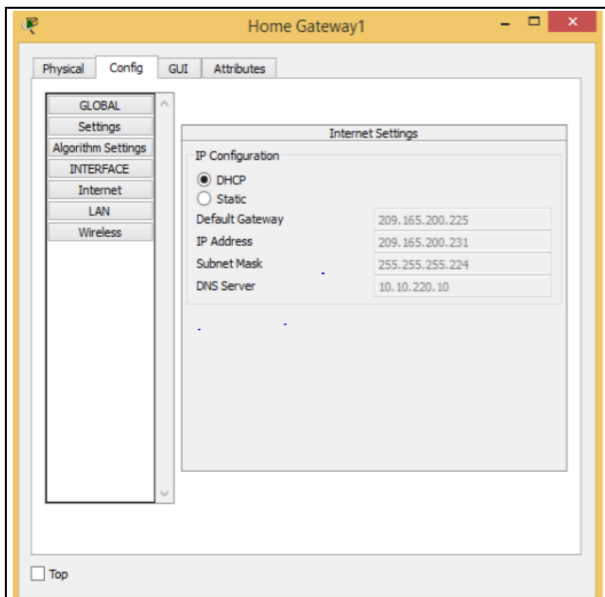 Home Gateway1
Physical Config GUI Attributes
GLOBAL
Settings
Algorithm Settings
INTERFACE
Internet
LAN
Wireless
Internet Settings
IP Configuration
DHCP
Static
Default Gateway 209.165.200.225
IP Address 209.165.200.231
Subnet Mask 255.255.255.224
DNS Server 10.10.220.10
Top